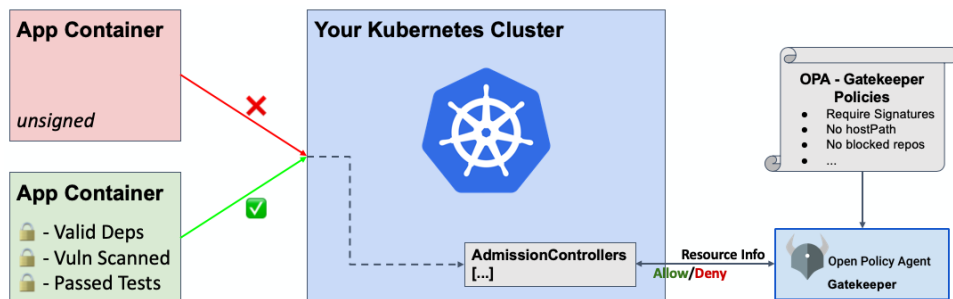 App Container
unsigned
App Container
- Valid Deps
- Vuln Scanned
- Passed Tests
Your Kubernetes Cluster
AdmissionControllers
[...]
Resource Info
Allow/Deny
OPA - Gatekeeper
Policies
● Require Signatures
● No hostPath
● No blocked repos
● ...
Open Policy Agent
Gatekeeper